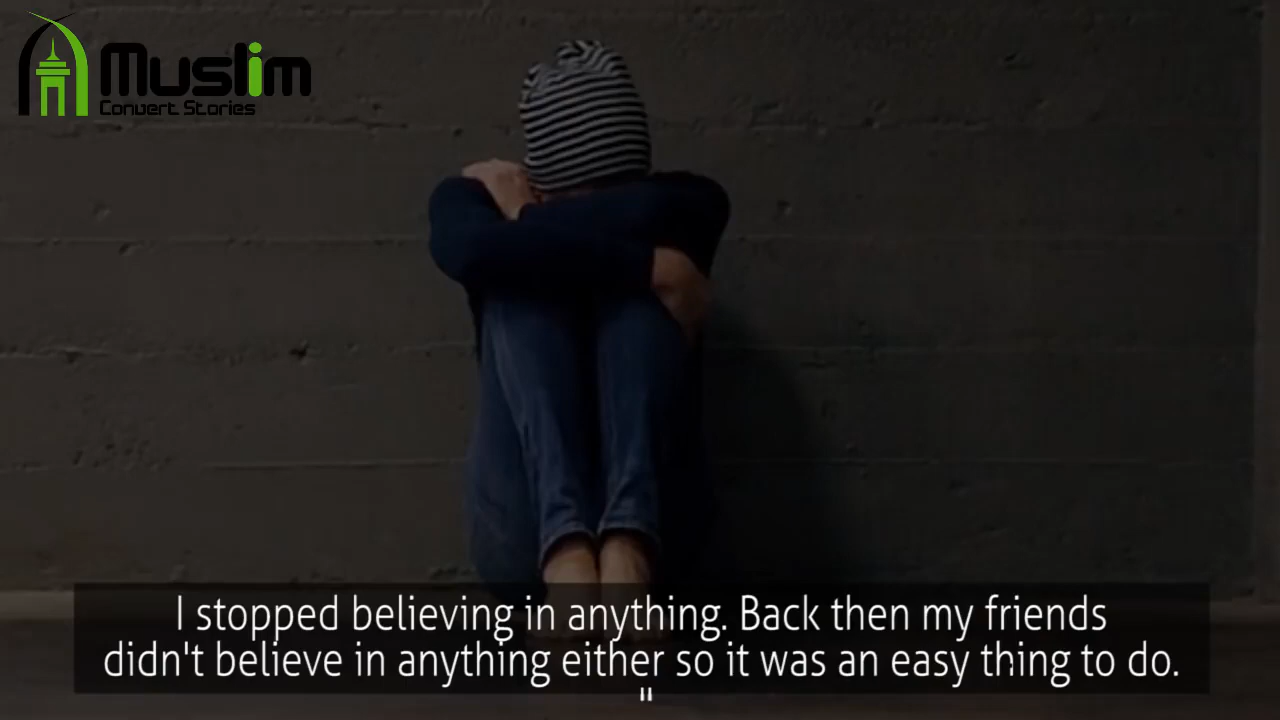 Muslim
Convert Stories
I stopped believing in anything. Back then my friends
didn't believe in anything either so it was an easy thing to do.
"